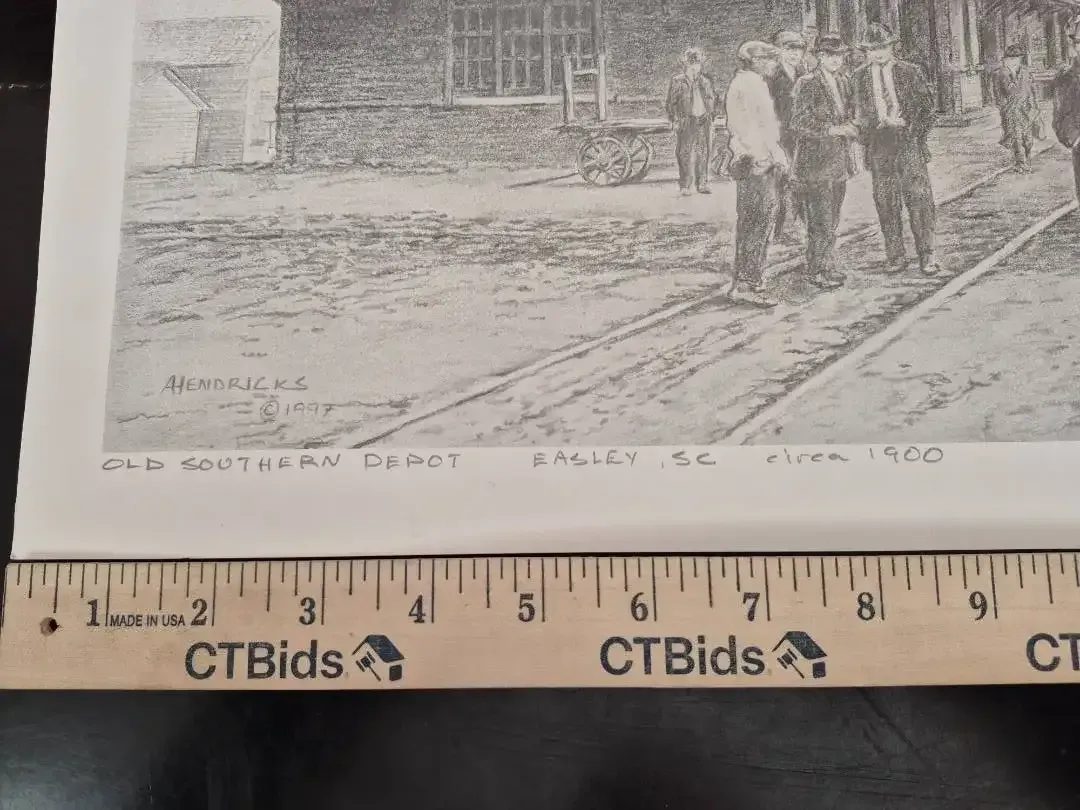 AHENDRICKS
©1997
OLD SOUTHERN DEPOT EASLEY, SC circa 1900
1 MADE IN USA 2 3 4 5 6 7 8 9
CTBids CTBids CT